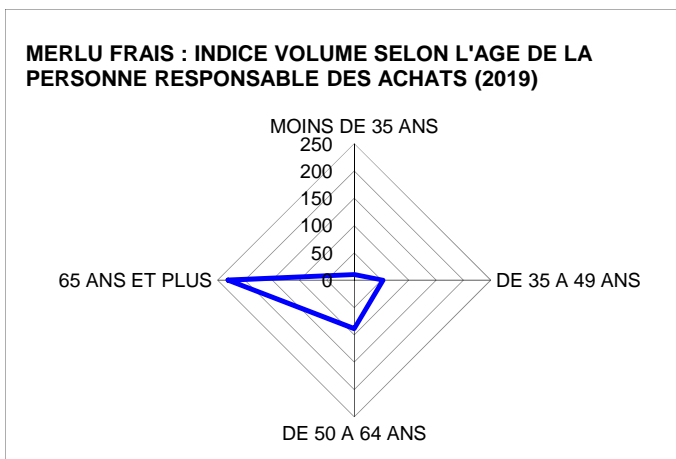 MERLU FRAIS : INDICE VOLUME SELON L'AGE DE LA
PERSONNE RESPONSABLE DES ACHATS (2019)
MOINS DE 35 ANS
250
200
150
100
50
0
65 ANS ET PLUS
DE 35 A 49 ANS
DE 50 A 64 ANS